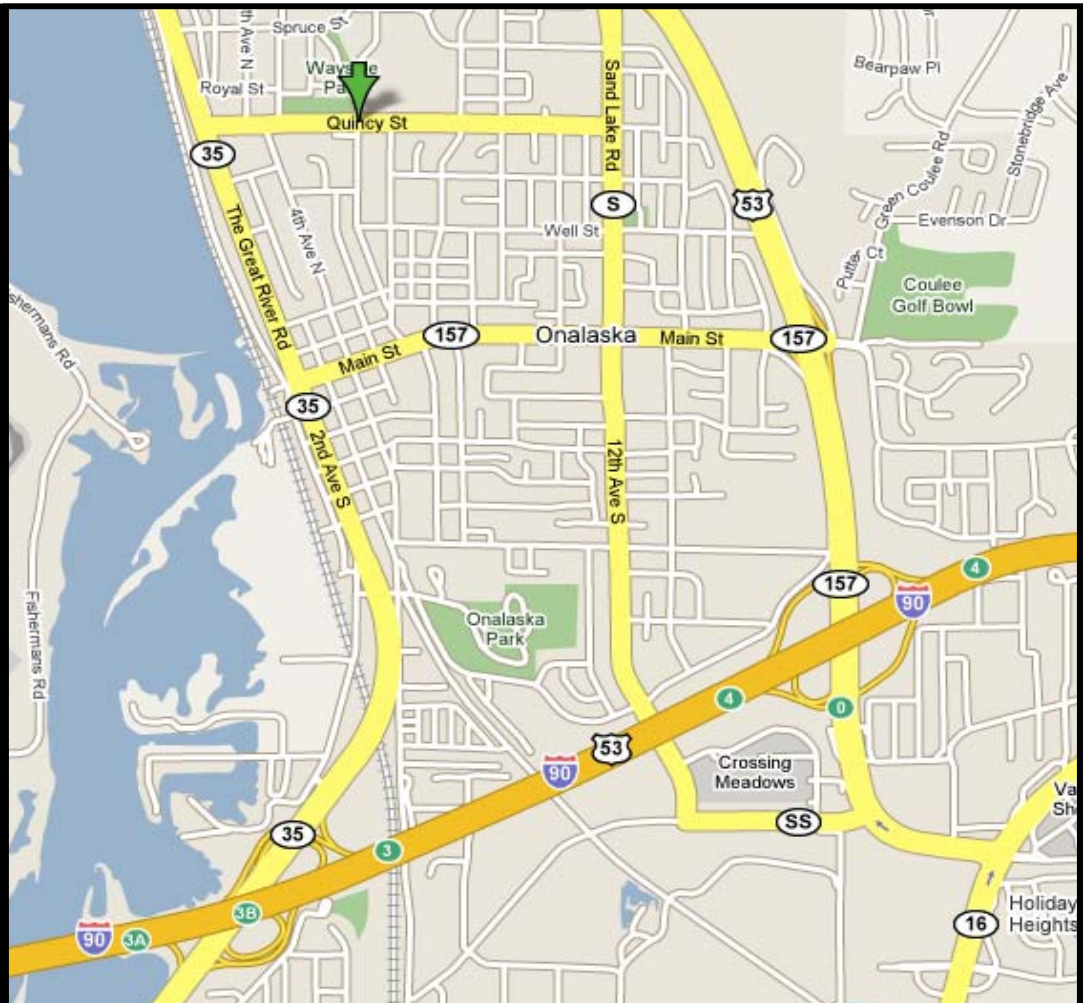 Spruce St
Bearpaw Pl
Wayside
Park
Royal St
Quincy St
Sand Lake Rd
Stonebridge Ave
Green Coulee Rd
35
S
53
4th Ave N
Well St
Evenson Dr
The Great River Rd
Putter Ct
Coulee
Golf Bowl
Fishermans Rd
Main St
157
Onalaska
Main St
157
35
2nd Ave S
12th Ave S
Fishermans Rd
157
4
90
Onalaska
Park
4
0
53
90
Crossing
Meadows
35
SS
3
3B
90
3A
16
Holiday
Heights